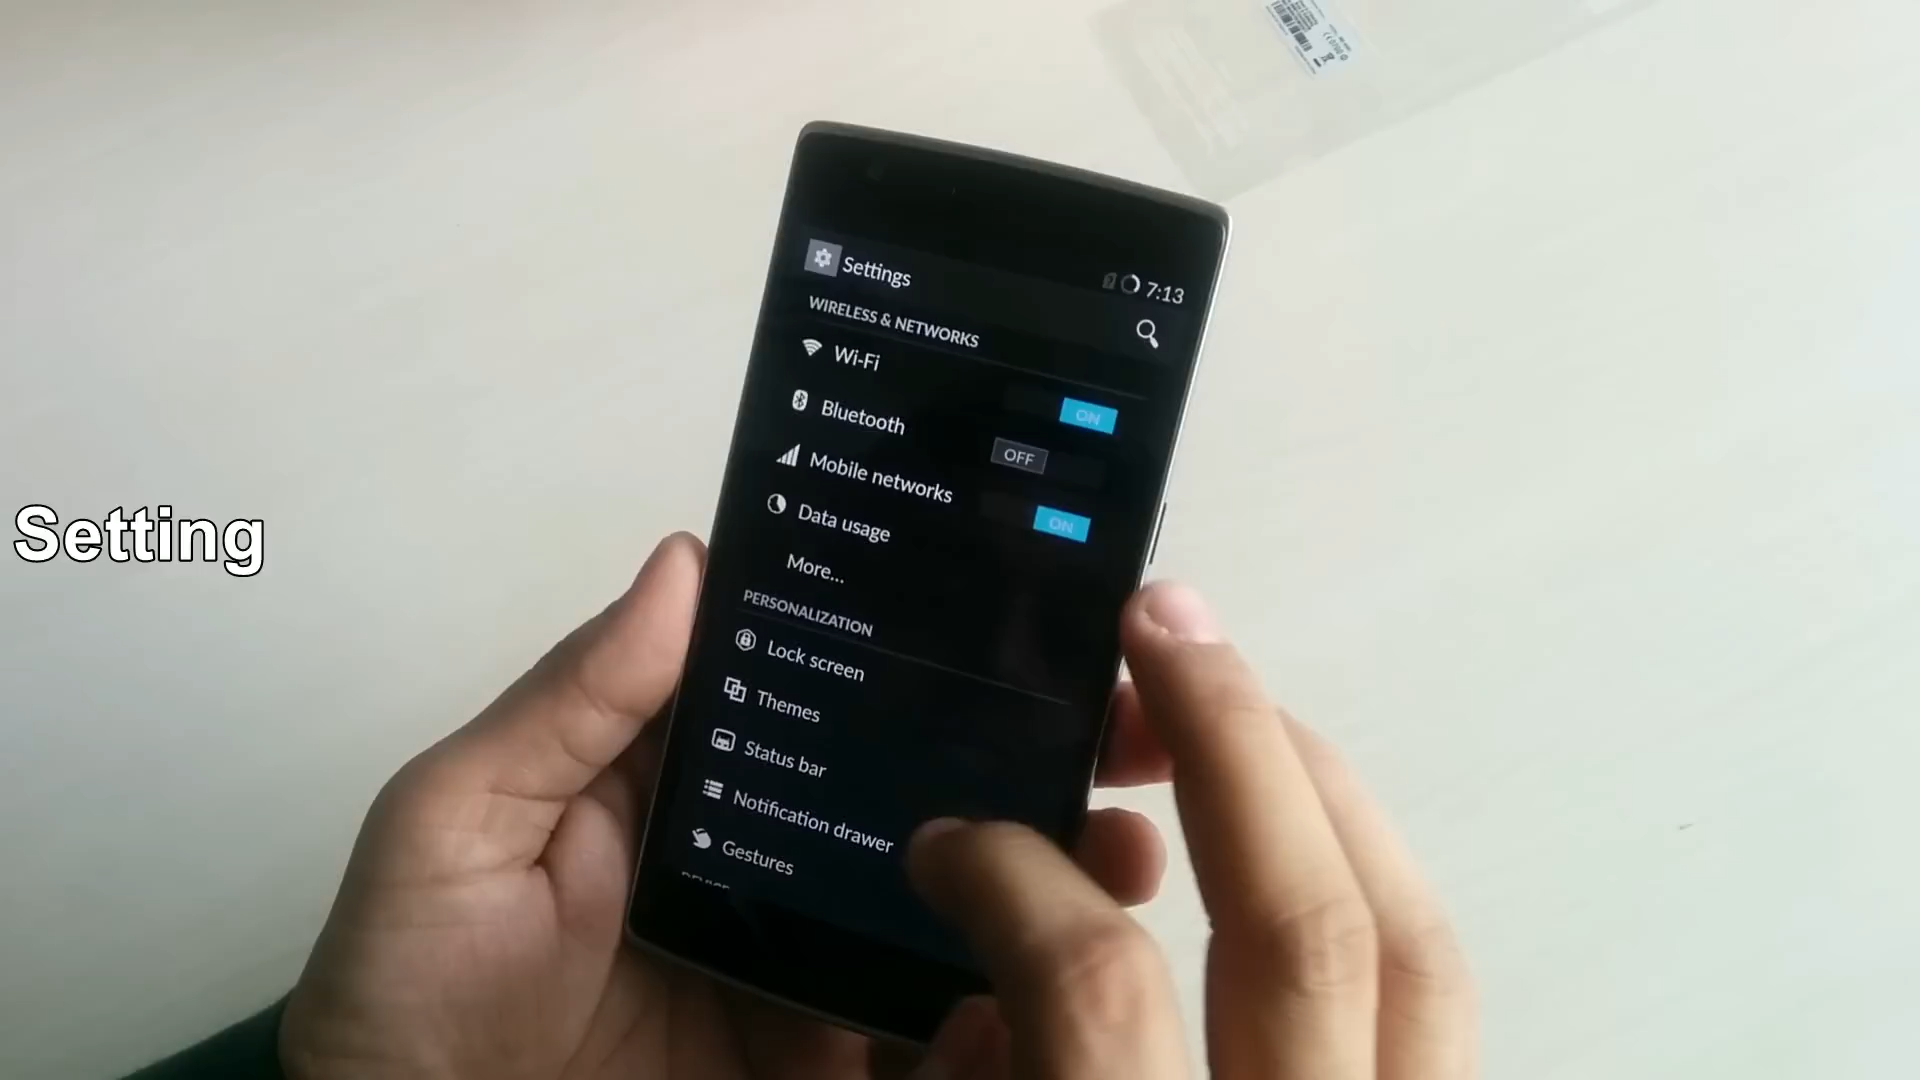 Settings
7:13
WIRELESS & NETWORKS
Wi-Fi
ON
Bluetooth
OFF
Mobile networks
ON
Data usage
More...
PERSONALIZATION
Lock screen
Themes
Status bar
Notification drawer
Gestures
Setting